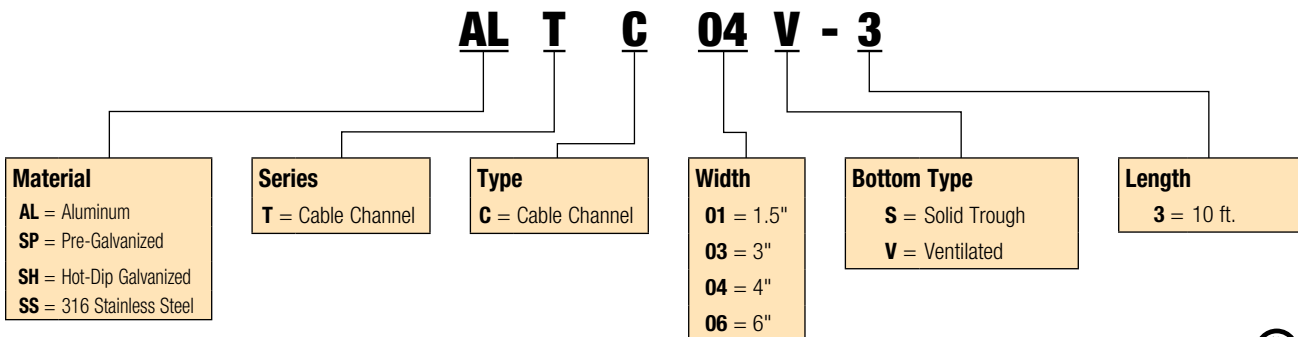 AL T C 04 V - 3
Material
AL = Aluminum
SP = Pre-Galvanized
SH = Hot-Dip Galvanized
SS = 316 Stainless Steel
Series
T = Cable Channel
Type
C = Cable Channel
Width
01 = 1.5"
03 = 3"
04 = 4"
06 = 6"
Bottom Type
S = Solid Trough
V = Ventilated
Length
3 = 10 ft.